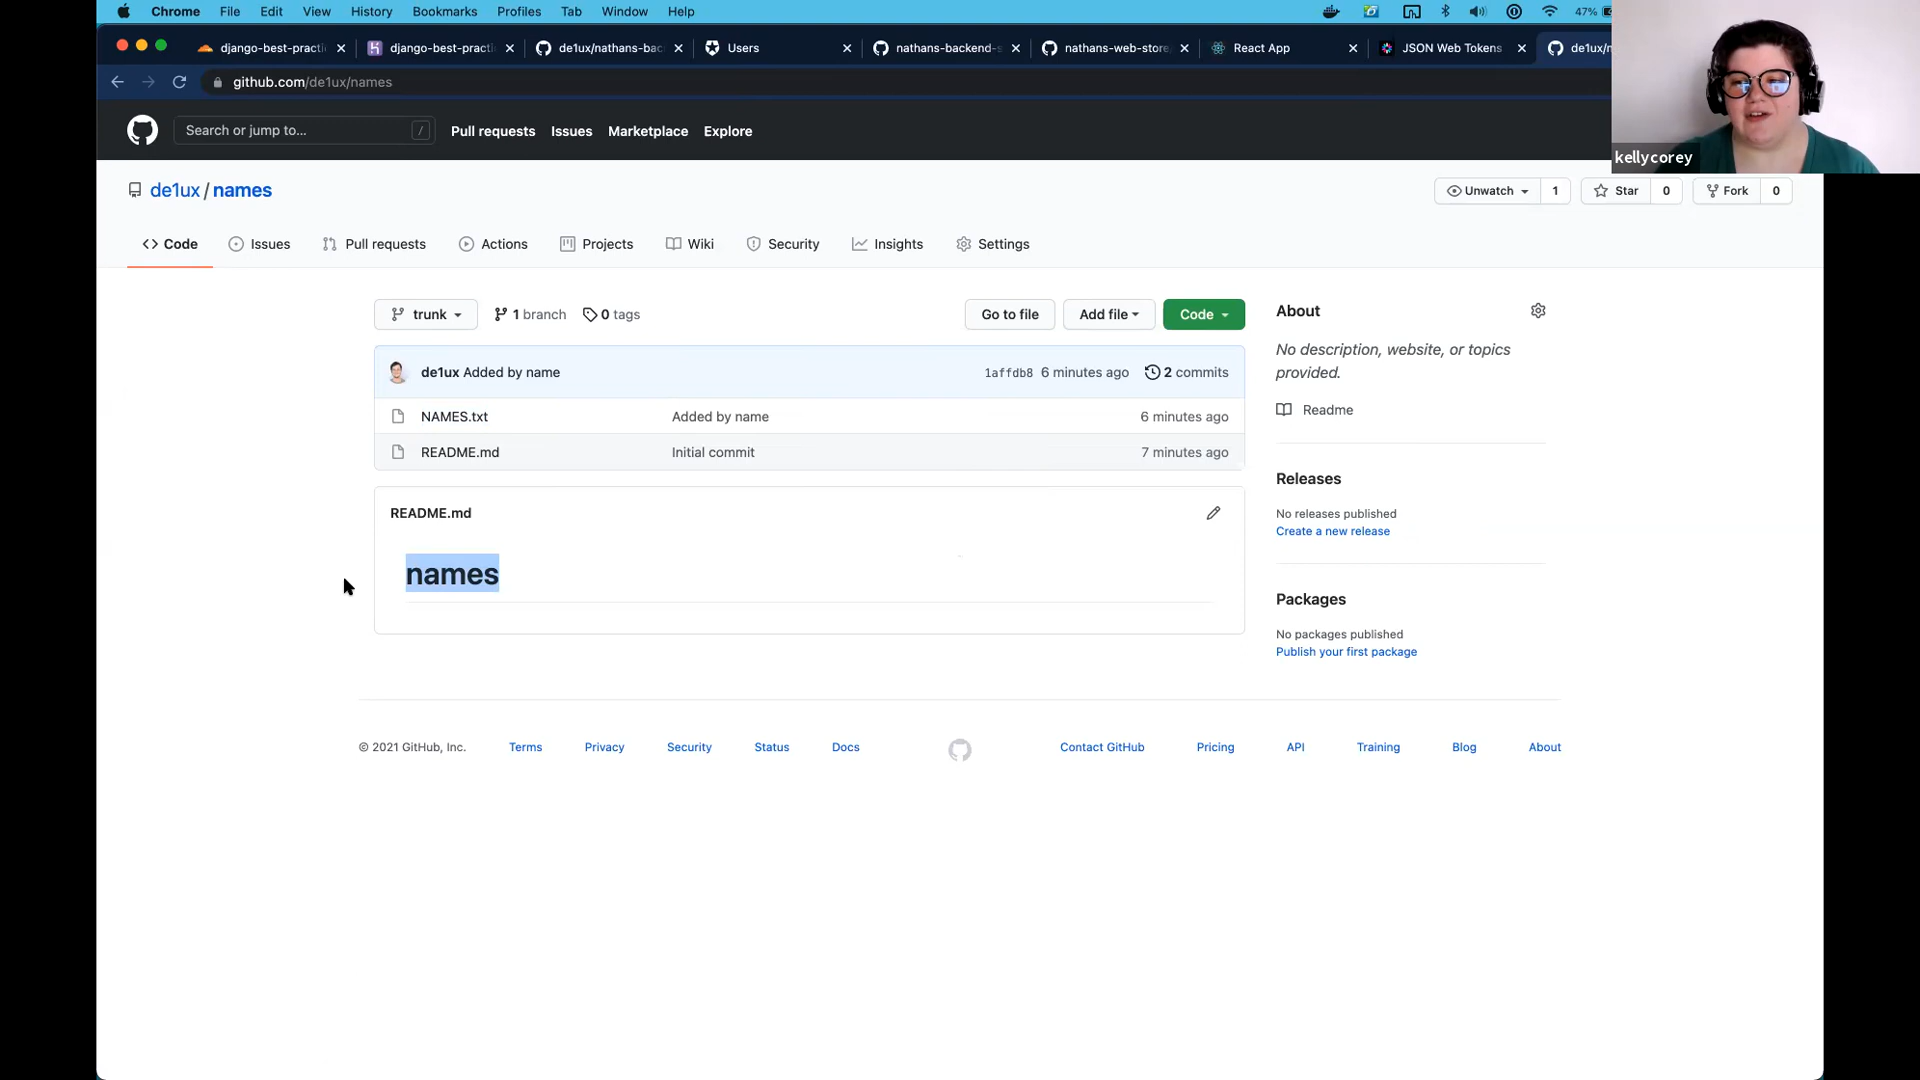 Chrome File Edit View History Bookmarks Profiles Tab Window Help 47%
django-best-practi django-best-practi de1ux/nathans-bac Users nathans-backend-s nathans-web-store React App JSON Web Tokens de1ux/n
github.com/de1ux/names
Search or jump to... / Pull requests Issues Marketplace Explore
kellycorey
de1ux / names Unwatch 1 Star 0 Fork 0
<> Code Issues Pull requests Actions Projects Wiki Security Insights Settings
trunk 1 branch 0 tags Go to file Add file Code About
No description, website, or topics
provided.
de1ux Added by name 1affdb8 6 minutes ago 2 commits
NAMES.txt Added by name 6 minutes ago Readme
README.md Initial commit 7 minutes ago
Releases
README.md No releases published
Create a new release
names
Packages
No packages published
Publish your first package
© 2021 GitHub, Inc. Terms Privacy Security Status Docs Contact GitHub Pricing API Training Blog About